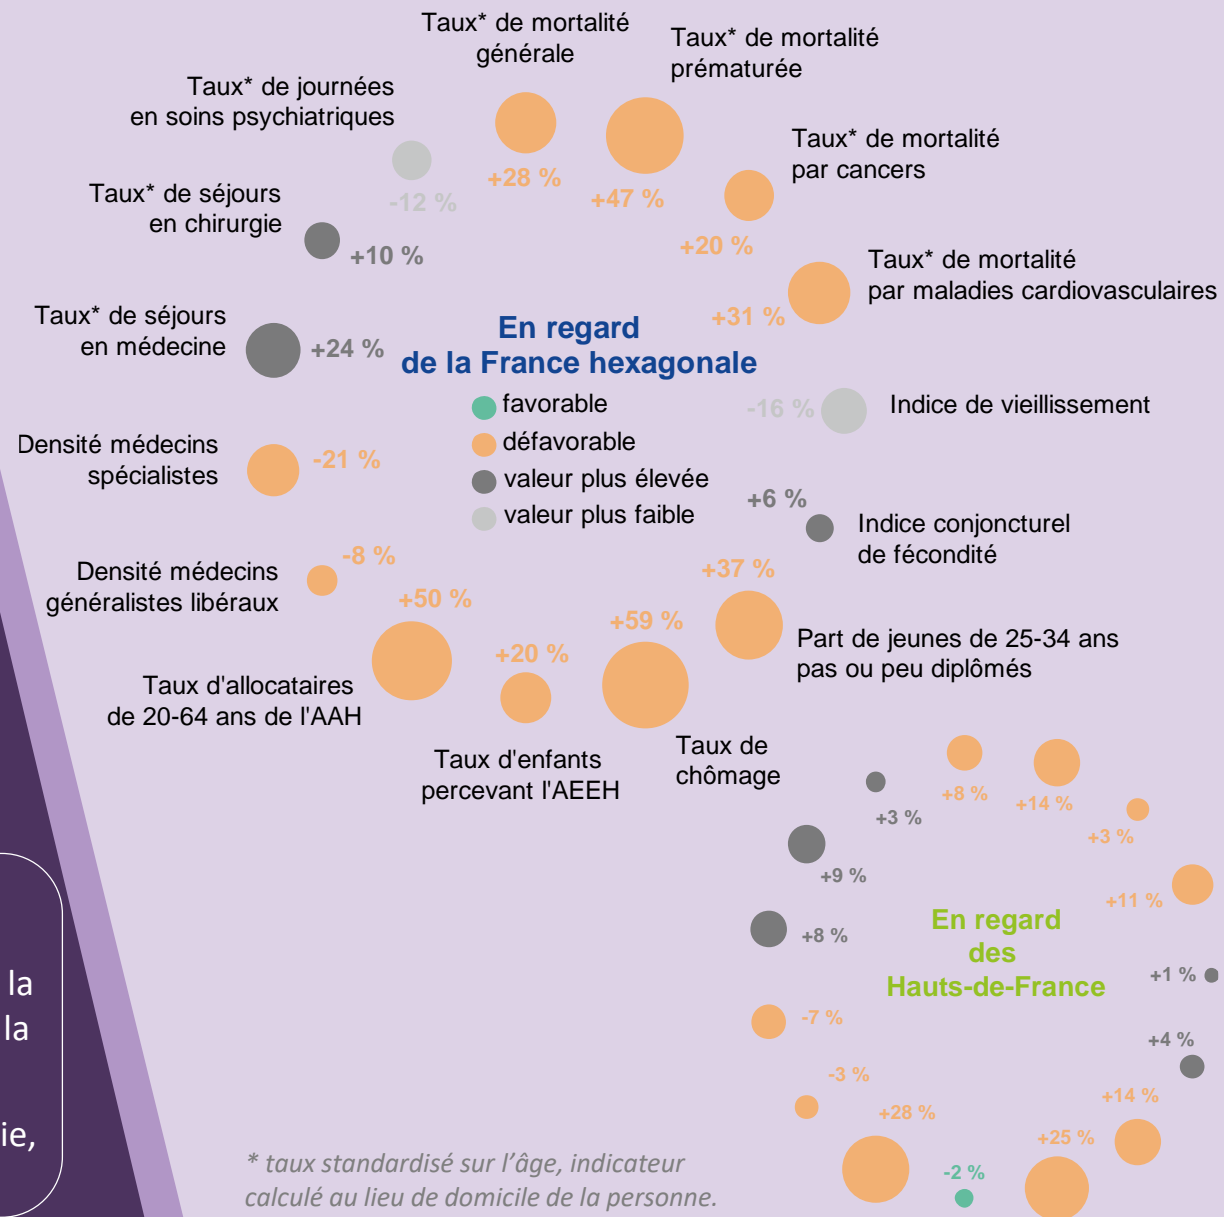 Taux* de mortalité
générale
+28 %
Taux* de mortalité
prématurée
+47 %
Taux* de mortalité
par cancers
+20 %
Taux* de mortalité
par maladies cardiovasculaires
+31 %
Indice de vieillissement
-16 %
Indice conjoncturel
de fécondité
+6 %
Part de jeunes de 25-34 ans
pas ou peu diplômés
+37 %
Taux de
chômage
+59 %
Taux d'enfants
percevant l'AEEH
+20 %
Taux d'allocataires
de 20-64 ans de l'AAH
+50 %
Densité médecins
généralistes libéraux
-8 %
Densité médecins
spécialistes
-21 %
Taux* de séjours
en médecine
+24 %
Taux* de séjours
en chirurgie
+10 %
Taux* de journées
en soins psychiatriques
-12 %
En regard
de la France hexagonale
favorable
défavorable
valeur plus élevée
valeur plus faible
+8 %
+14 %
+3 %
+11 %
+1 %
+4 %
+14 %
+25 %
-2 %
+28 %
-3 %
-7 %
+8 %
+9 %
+3 %
En regard
des
Hauts-de-France
la
la
ie,
* taux standardisé sur l'âge, indicateur
calculé au lieu de domicile de la personne.